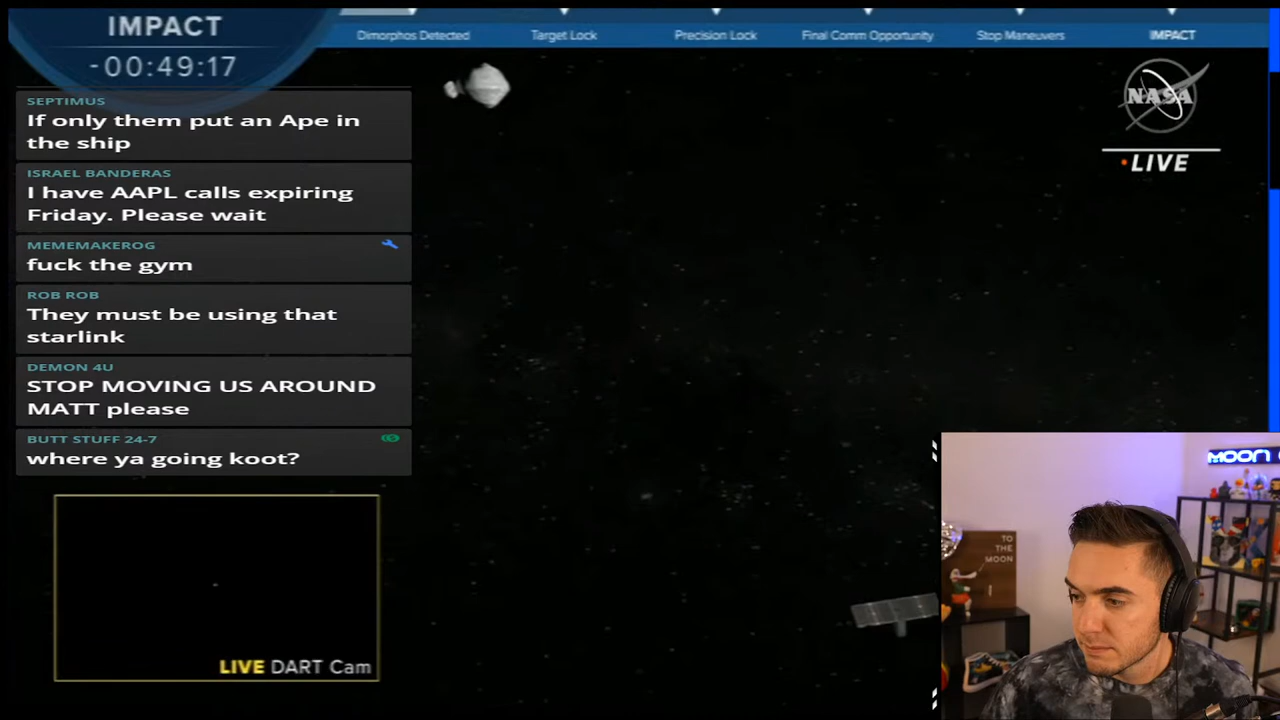 IMPACT
-00:49:17
Dimorphos Detected
Target Lock
Precision Lock
Final Comm Opportunity
Stop Maneuvers
IMPACT
NASA
LIVE
SEPTIMUS
If only them put an Ape in
the ship
ISRAEL BANDERAS
I have AAPL calls expiring
Friday. Please wait
MEMEMAKEROG
fuck the gym
ROB ROB
They must be using that
starlink
DEMON 4U
STOP MOVING US AROUND
MATT please
BUTT STUFF 24-7
where ya going koot?
LIVE DART Cam
MOON
TO
THE
MOON